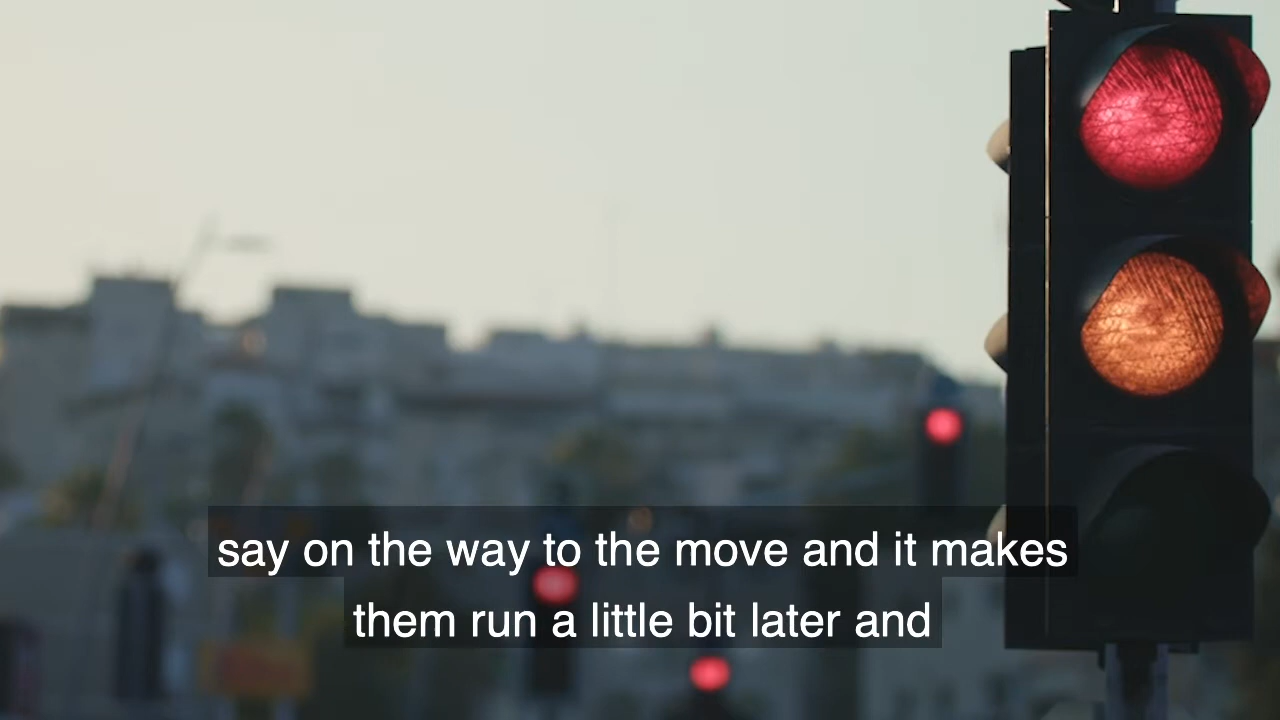 say on the way to the move and it makes
them run a little bit later and